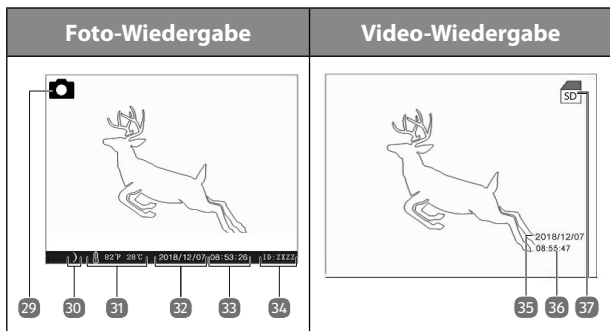 Foto-Wiedergabe
Video-Wiedergabe
SD
82°F 28°C 2018/12/07 08:53:26 ID:ZXZZ
2018/12/07
08:55:47
29 30 31 32 33 34
35 36 37